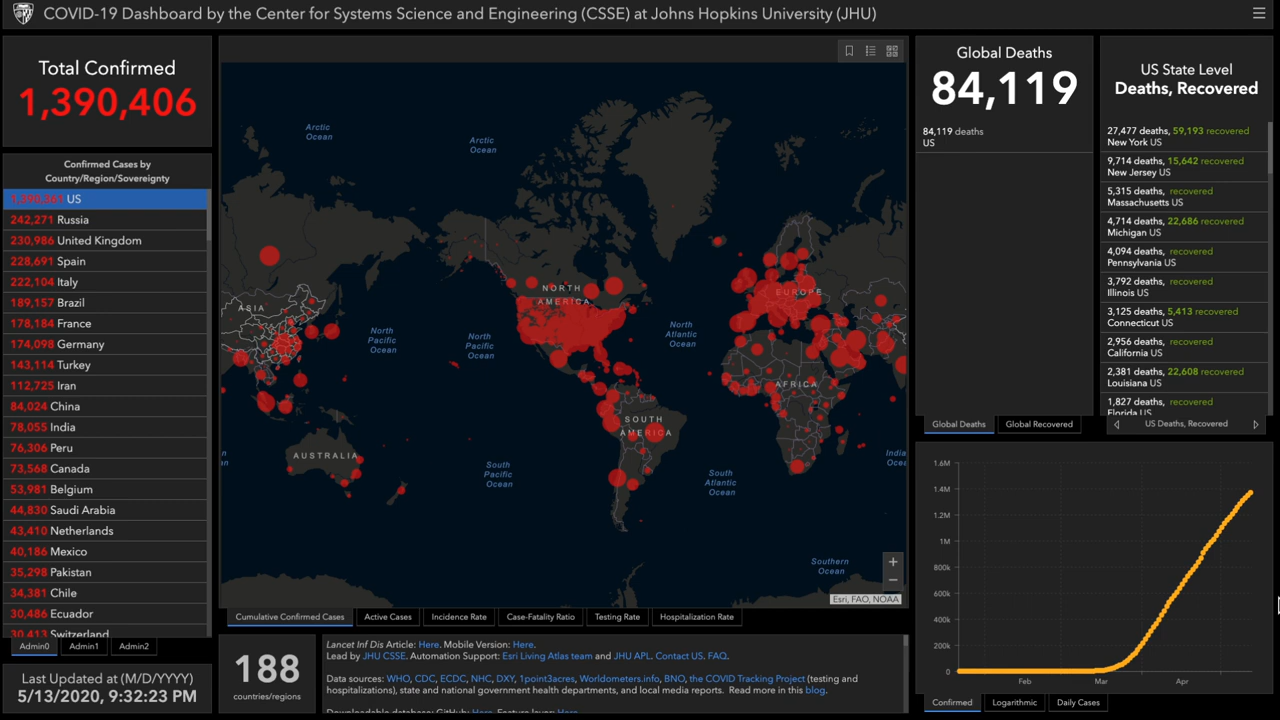 COVID-19 Dashboard by the Center for Systems Science and Engineering (CSSE) at Johns Hopkins University (JHU)
Total Confirmed
1,390,406
Confirmed Cases by
Country/Region/Sovereignty
US
242,271 Russia
230,986 United Kingdom
228,691 Spain
222,104 Italy
189,157 Brazil
178,184 France
174,098 Germany
143,114 Turkey
112,725 Iran
84,024 China
78,055 India
76,306 Peru
73,568 Canada
53,981 Belgium
44,830 Saudi Arabia
43,410 Netherlands
40,186 Mexico
35,298 Pakistan
34,381 Chile
30,486 Ecuador
30,413 Switzerland
Admin0
Admin1
Admin2
Last Updated at (M/D/YYYY)
5/13/2020, 9:32:23 PM
Arctic
Ocean
Arctic
Ocean
NORTH
AMERICA
EUROPE
ASIA
North
Pacific
Ocean
North
Pacific
Ocean
North
Atlantic
Ocean
AFRICA
SOUTH
AMERICA
AUSTRALIA
South
Pacific
Ocean
South
Atlantic
Ocean
India
Ocea
Southern
Ocean
+
−
Esri, FAO, NOAA
Cumulative Confirmed Cases
Active Cases
Incidence Rate
Case-Fatality Ratio
Testing Rate
Hospitalization Rate
188
countries/regions
Lancet Inf Dis Article: Here. Mobile Version: Here.
Lead by JHU CSSE. Automation Support: Esri Living Atlas team and JHU APL. Contact US. FAQ.
Data sources: WHO, CDC, ECDC, NHC, DXY, 1point3acres, Worldometers.info, BNO, the COVID Tracking Project (testing and
hospitalizations), state and national government health departments, and local media reports. Read more in this blog.
Downloadable database: GitHub: Here. Feature layer: Here.
Global Deaths
84,119
84,119 deaths
US
Global Deaths
Global Recovered
US State Level
Deaths, Recovered
27,477 deaths, 59,193 recovered
New York US
9,714 deaths, 15,642 recovered
New Jersey US
5,315 deaths, recovered
Massachusetts US
4,714 deaths, 22,686 recovered
Michigan US
4,094 deaths, recovered
Pennsylvania US
3,792 deaths, recovered
Illinois US
3,125 deaths, 5,413 recovered
Connecticut US
2,956 deaths, recovered
California US
2,381 deaths, 22,608 recovered
Louisiana US
1,827 deaths, recovered
Florida US
US Deaths, Recovered
1.6M
1.4M
1.2M
1M
800k
600k
400k
200k
0
Feb
Mar
Apr
Confirmed
Logarithmic
Daily Cases